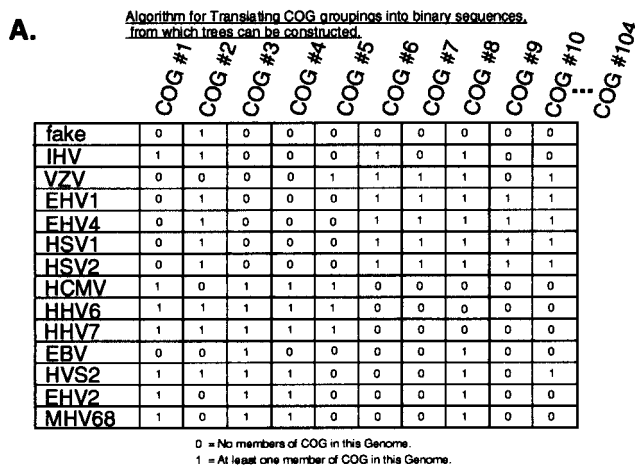 A.
Algorithm for Translating COG groupings into binary sequences,
from which trees can be constructed.
COG #1 COG #2 COG #3 COG #4 COG #5 COG #6 COG #7 COG #8 COG #9 COG #10 ... COG #104
fake 0 1 0 0 0 0 0 0 0 0
IHV 1 1 0 0 0 1 0 1 0 0
VZV 0 0 0 0 1 1 1 1 0 1
EHV1 0 1 0 0 0 1 1 1 1 1
EHV4 0 1 0 0 0 1 1 1 1 1
HSV1 0 1 0 0 0 1 1 1 1 1
HSV2 0 1 0 0 0 1 1 1 1 1
HCMV 1 0 1 1 1 0 0 0 0 0
HHV6 1 1 1 1 1 0 0 0 0 0
HHV7 1 1 1 1 1 0 0 0 0 0
EBV 0 0 1 0 0 0 0 1 0 0
HVS2 1 1 1 1 0 0 0 1 0 1
EHV2 1 0 1 1 0 0 0 1 0 0
MHV68 1 0 1 1 0 0 0 1 0 0
0 = No members of COG in this Genome.
1 = At least one member of COG in this Genome.